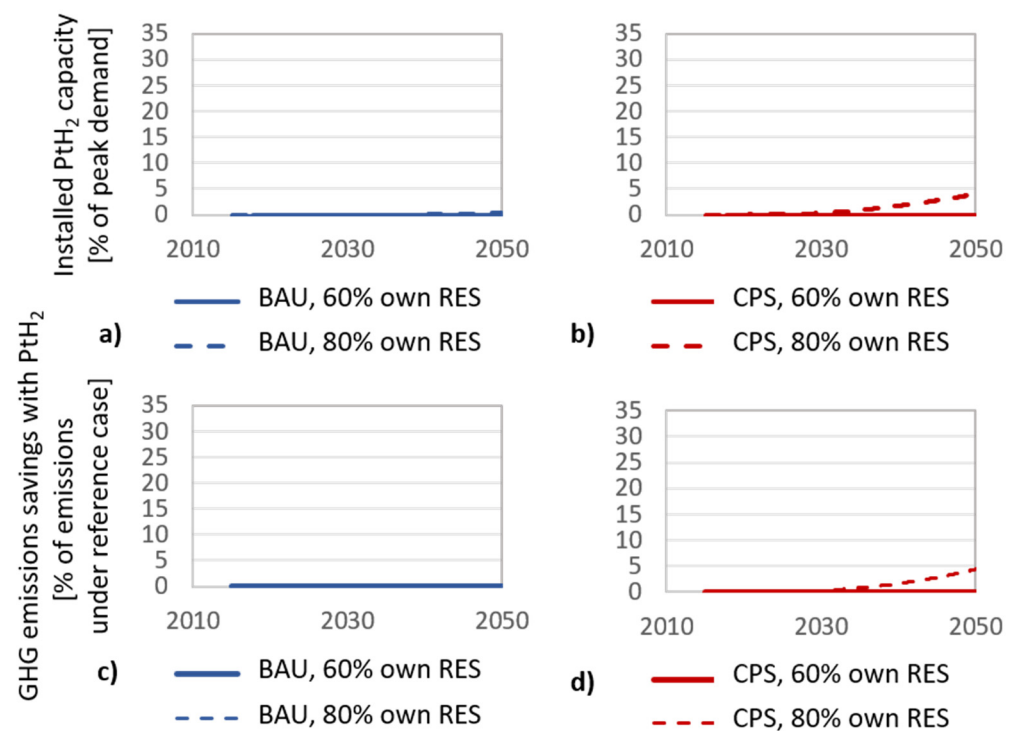 Installed PtH2 capacity
[% of peak demand]
35
30
25
20
15
10
5
0
2010 2030 2050
BAU, 60% own RES
a) BAU, 80% own RES
35
30
25
20
15
10
5
0
2010 2030 2050
CPS, 60% own RES
b) CPS, 80% own RES
GHG emissions savings with PtH2
[% of emissions
under reference case]
35
30
25
20
15
10
5
0
2010 2030 2050
c) BAU, 60% own RES
BAU, 80% own RES
35
30
25
20
15
10
5
0
2010 2030 2050
d) CPS, 60% own RES
CPS, 80% own RES